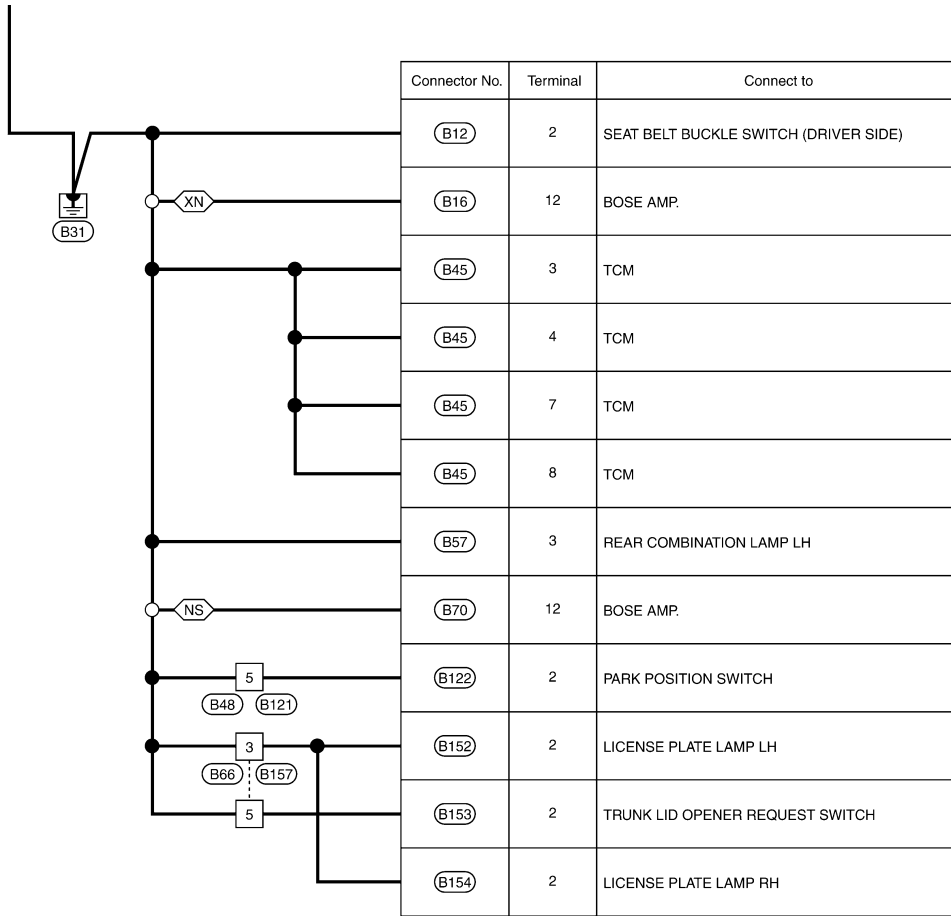 Connector No. Terminal Connect to
B12 2 SEAT BELT BUCKLE SWITCH (DRIVER SIDE)
XN B16 12 BOSE AMP.
B31
B45 3 TCM
B45 4 TCM
B45 7 TCM
B45 8 TCM
B57 3 REAR COMBINATION LAMP LH
NS B70 12 BOSE AMP.
5 B122 2 PARK POSITION SWITCH
B48 B121
3 B152 2 LICENSE PLATE LAMP LH
B66 B157
5 B153 2 TRUNK LID OPENER REQUEST SWITCH
B154 2 LICENSE PLATE LAMP RH